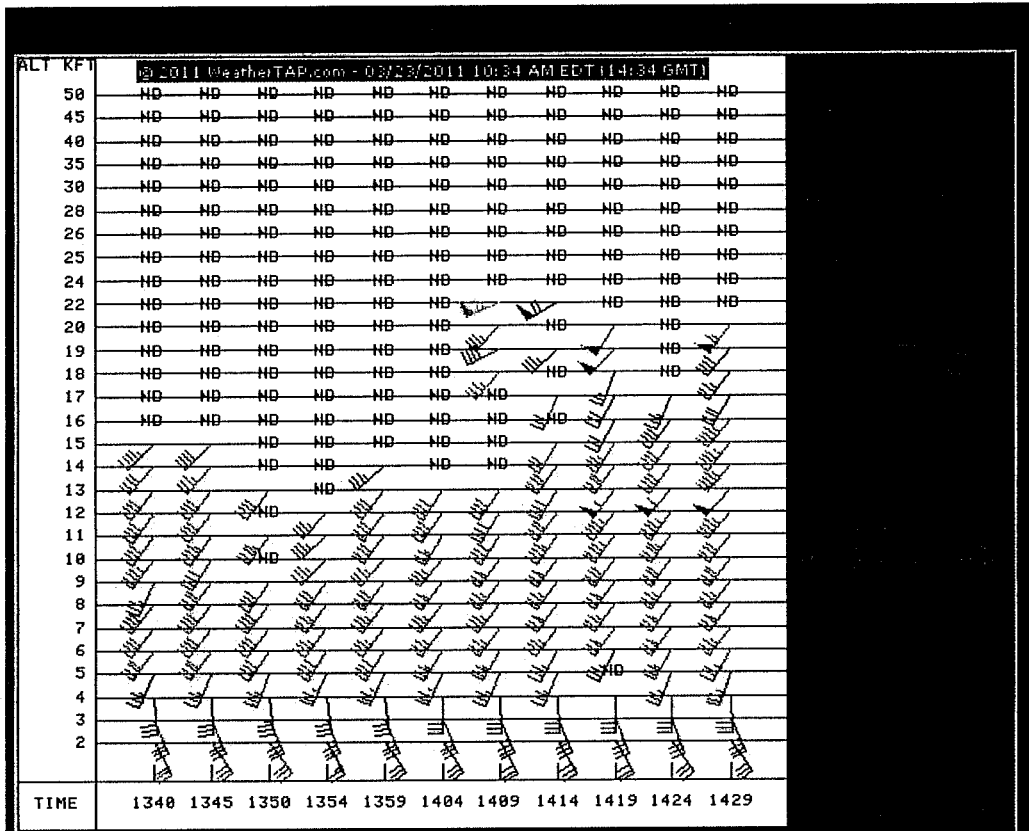 ALT KFT
© 2011 WeatherTAP.com - 03/23/2011 10:34 AM EDT (14:34 GMT)
50 ND ND ND ND ND ND ND ND ND ND ND
45 ND ND ND ND ND ND ND ND ND ND ND
40 ND ND ND ND ND ND ND ND ND ND ND
35 ND ND ND ND ND ND ND ND ND ND ND
30 ND ND ND ND ND ND ND ND ND ND ND
28 ND ND ND ND ND ND ND ND ND ND ND
26 ND ND ND ND ND ND ND ND ND ND ND
25 ND ND ND ND ND ND ND ND ND ND ND
24 ND ND ND ND ND ND ND ND ND ND ND
22 ND ND ND ND ND ND ND ND ND
20 ND ND ND ND ND ND ND ND
19 ND ND ND ND ND ND ND
18 ND ND ND ND ND ND ND ND
17 ND ND ND ND ND ND ND
16 ND ND ND ND ND ND ND ND
15 ND ND ND ND ND
14 ND ND ND ND
13 ND
12 ND
11
10 ND
9
8
7
6
5 ND
4
3
2
TIME 1340 1345 1350 1354 1359 1404 1409 1414 1419 1424 1429